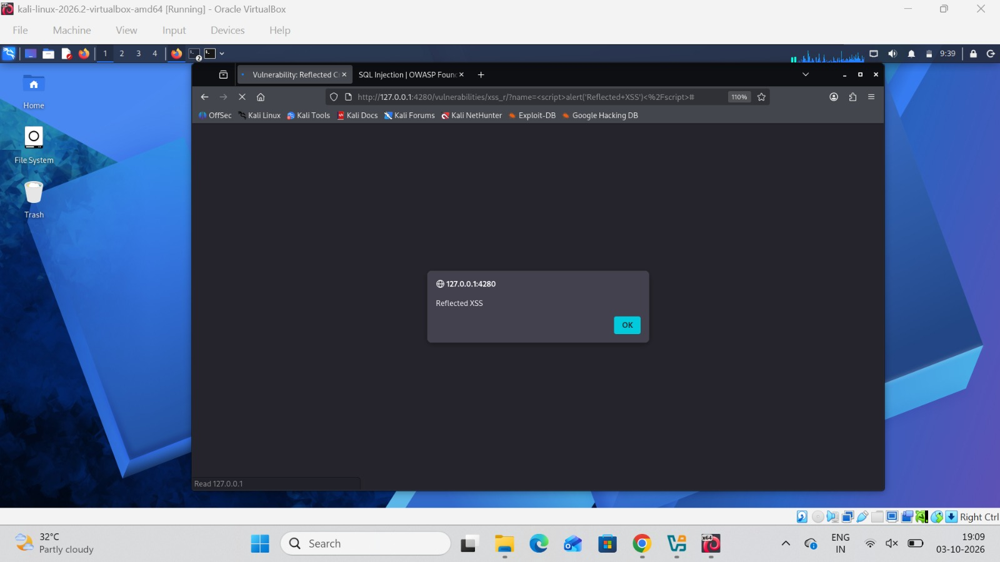 kali-linux-2026.2-virtualbox-amd64 [Running] - Oracle VirtualBox
File Machine View Input Devices Help
1 2 3 4 2 9:39
Vulnerability: Reflected C SQL Injection | OWASP Foun
http://127.0.0.1:4280/vulnerabilities/xss_r/?name=<script>alert('Reflected+XSS')<%2Fscript># 110%
OffSec Kali Linux Kali Tools Kali Docs Kali Forums Kali NetHunter Exploit-DB Google Hacking DB
Home
File System
Trash
127.0.0.1:4280
Reflected XSS
OK
Read 127.0.0.1
Right Ctrl
32°C
Partly cloudy
Search
x64
ENG
IN
19:09
03-10-2026